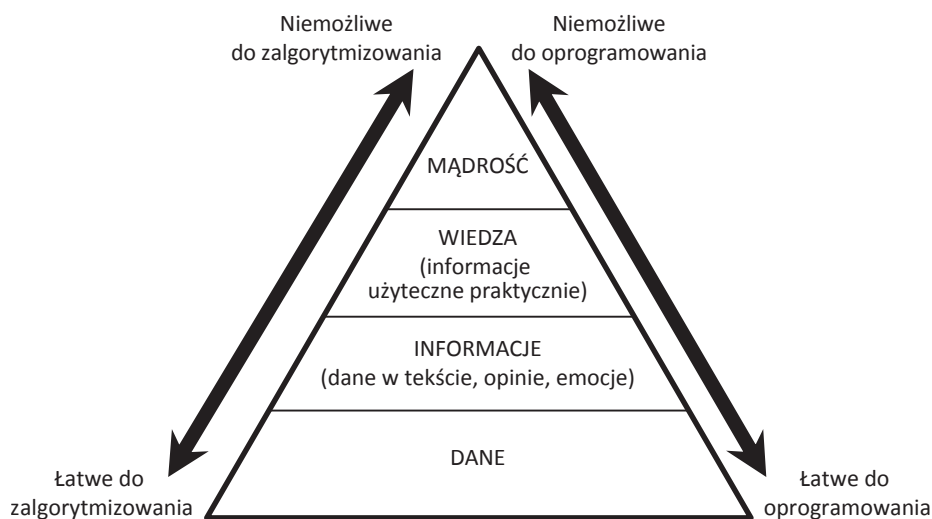 Niemożliwe
do zalgorytmizowania
Niemożliwe
do oprogramowania
MĄDROŚĆ
WIEDZA
(informacje
użyteczne praktycznie)
INFORMACJE
(dane w tekście, opinie, emocje)
DANE
Łatwe do
zalgorytmizowania
Łatwe do
oprogramowania